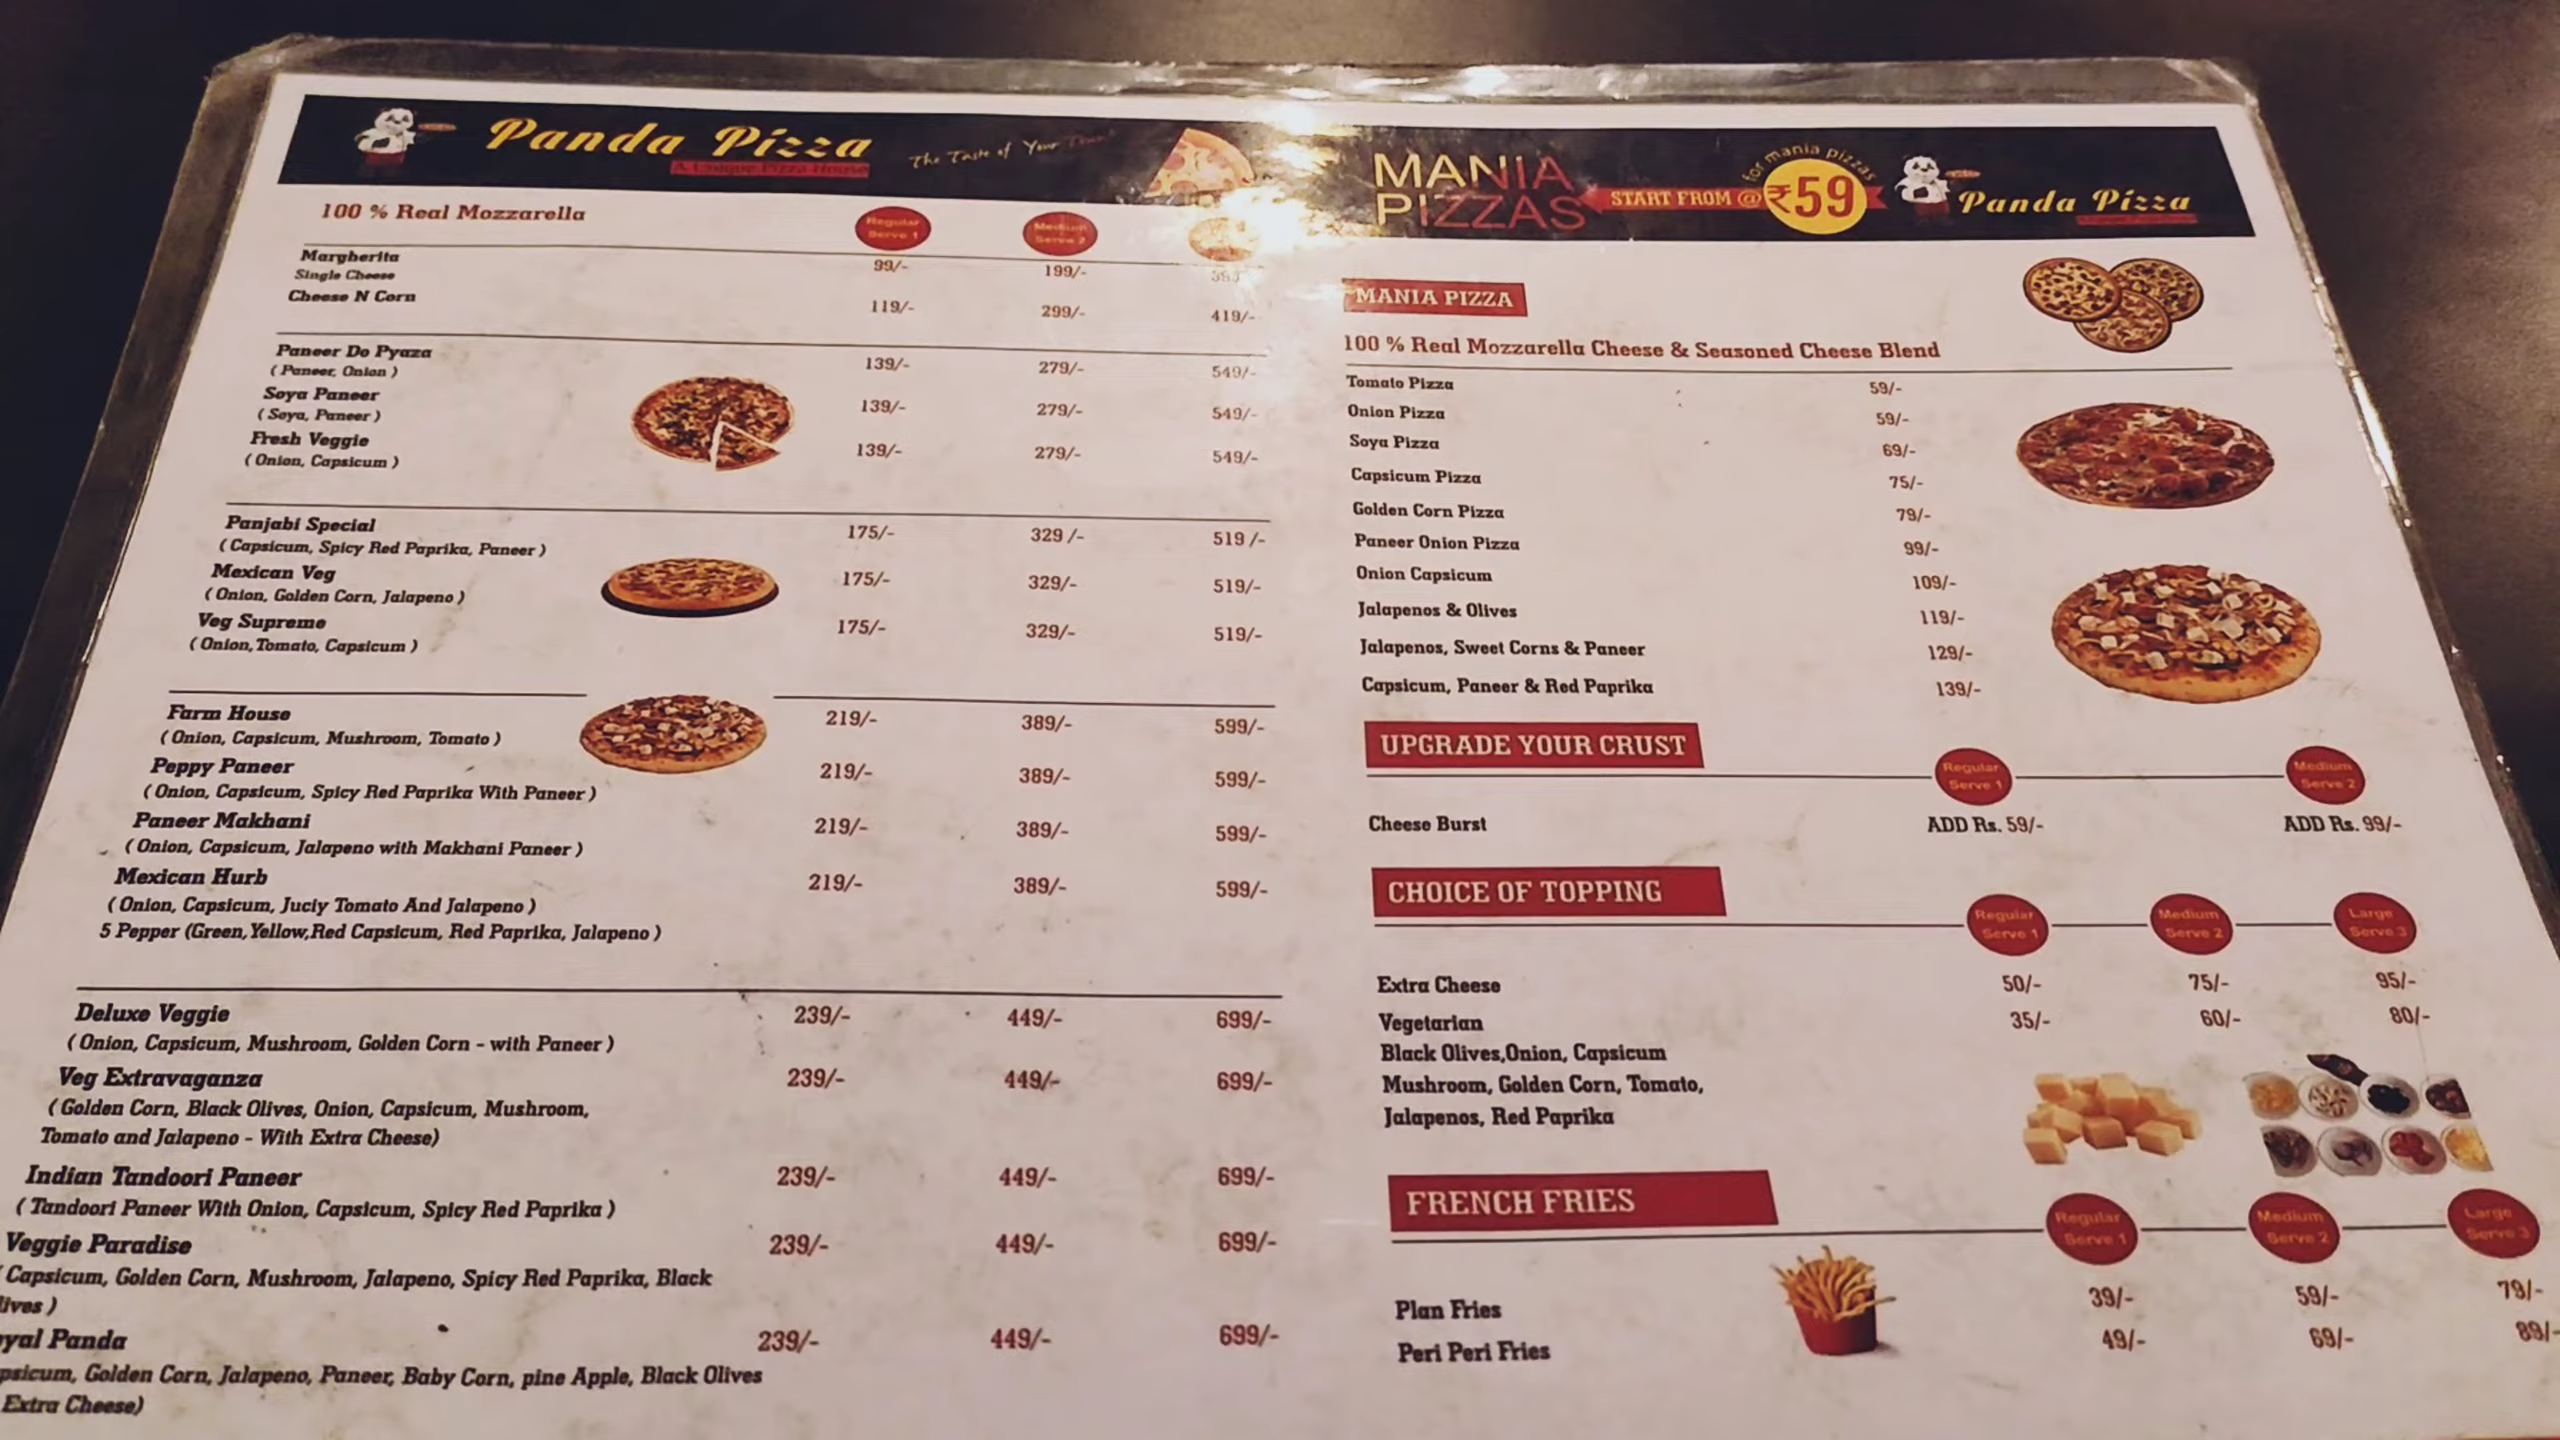 Panda Pizza
A Unique Pizza House
The Taste of Your
100 % Real Mozzarella
Regular Serve 1
Medium Serve 2
Margherita 99/- 199/-
Single Cheese
Cheese N Corn 119/- 299/- 419/-
Paneer Do Pyaza 139/- 279/- 549/-
( Paneer, Onion )
Soya Paneer 139/- 279/- 549/-
( Soya, Paneer )
Fresh Veggie 139/- 279/- 549/-
( Onion, Capsicum )
Panjabi Special 175/- 329 /- 519 /-
( Capsicum, Spicy Red Paprika, Paneer )
Mexican Veg 175/- 329/- 519/-
( Onion, Golden Corn, Jalapeno )
Veg Supreme 175/- 329/- 519/-
( Onion, Tomato, Capsicum )
Farm House 219/- 389/- 599/-
( Onion, Capsicum, Mushroom, Tomato )
Peppy Paneer 219/- 389/- 599/-
( Onion, Capsicum, Spicy Red Paprika With Paneer )
Paneer Makhani 219/- 389/- 599/-
( Onion, Capsicum, Jalapeno with Makhani Paneer )
Mexican Hurb 219/- 389/- 599/-
( Onion, Capsicum, Juciy Tomato And Jalapeno )
5 Pepper (Green, Yellow, Red Capsicum, Red Paprika, Jalapeno )
Deluxe Veggie 239/- 449/- 699/-
( Onion, Capsicum, Mushroom, Golden Corn - with Paneer )
Veg Extravaganza 239/- 449/- 699/-
( Golden Corn, Black Olives, Onion, Capsicum, Mushroom,
Tomato and Jalapeno - With Extra Cheese)
Indian Tandoori Paneer 239/- 449/- 699/-
( Tandoori Paneer With Onion, Capsicum, Spicy Red Paprika )
Veggie Paradise 239/- 449/- 699/-
( Capsicum, Golden Corn, Mushroom, Jalapeno, Spicy Red Paprika, Black
lives )
yal Panda 239/- 449/- 699/-
psicum, Golden Corn, Jalapeno, Paneer, Baby Corn, pine Apple, Black Olives
Extra Cheese)
MANIA
PIZZAS
START FROM @ ₹59
for mania pizzas
Panda Pizza
MANIA PIZZA
100 % Real Mozzarella Cheese & Seasoned Cheese Blend
Tomato Pizza 59/-
Onion Pizza 59/-
Soya Pizza 69/-
Capsicum Pizza 75/-
Golden Corn Pizza 79/-
Paneer Onion Pizza 99/-
Onion Capsicum 109/-
Jalapenos & Olives 119/-
Jalapenos, Sweet Corns & Paneer 129/-
Capsicum, Paneer & Red Paprika 139/-
UPGRADE YOUR CRUST
Regular Serve 1
Medium Serve 2
Cheese Burst ADD Rs. 59/- ADD Rs. 99/-
CHOICE OF TOPPING
Regular Serve 1
Medium Serve 2
Large Serve 3
Extra Cheese 50/- 75/- 95/-
Vegetarian 35/- 60/- 80/-
Black Olives,Onion, Capsicum
Mushroom, Golden Corn, Tomato,
Jalapenos, Red Paprika
FRENCH FRIES
Regular Serve 1
Medium Serve 2
Large Serve 3
Plan Fries 39/- 59/- 79/-
Peri Peri Fries 49/- 69/- 89/-